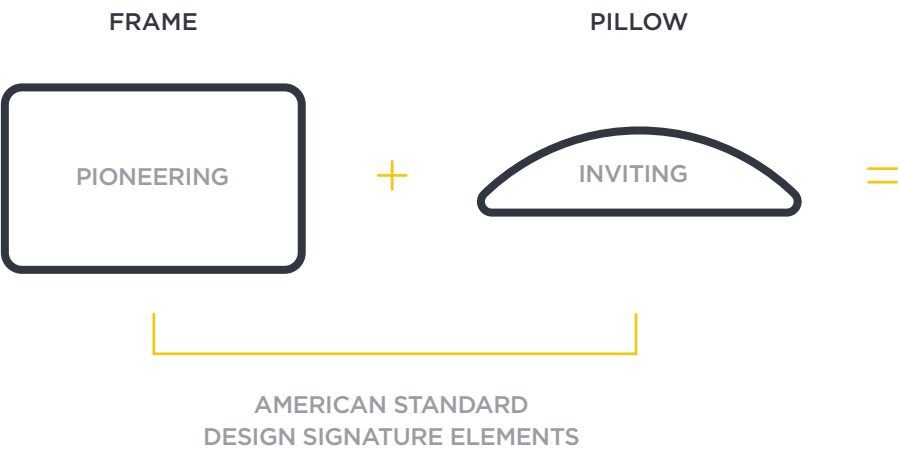 FRAME
PILLOW
PIONEERING
+
INVITING
=
AMERICAN STANDARD
DESIGN SIGNATURE ELEMENTS